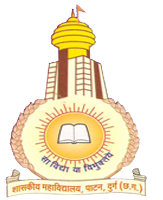 सा विद्या या विमुक्तये
शासकीय महाविद्यालय, पाटन, दुर्ग (छ.ग.)